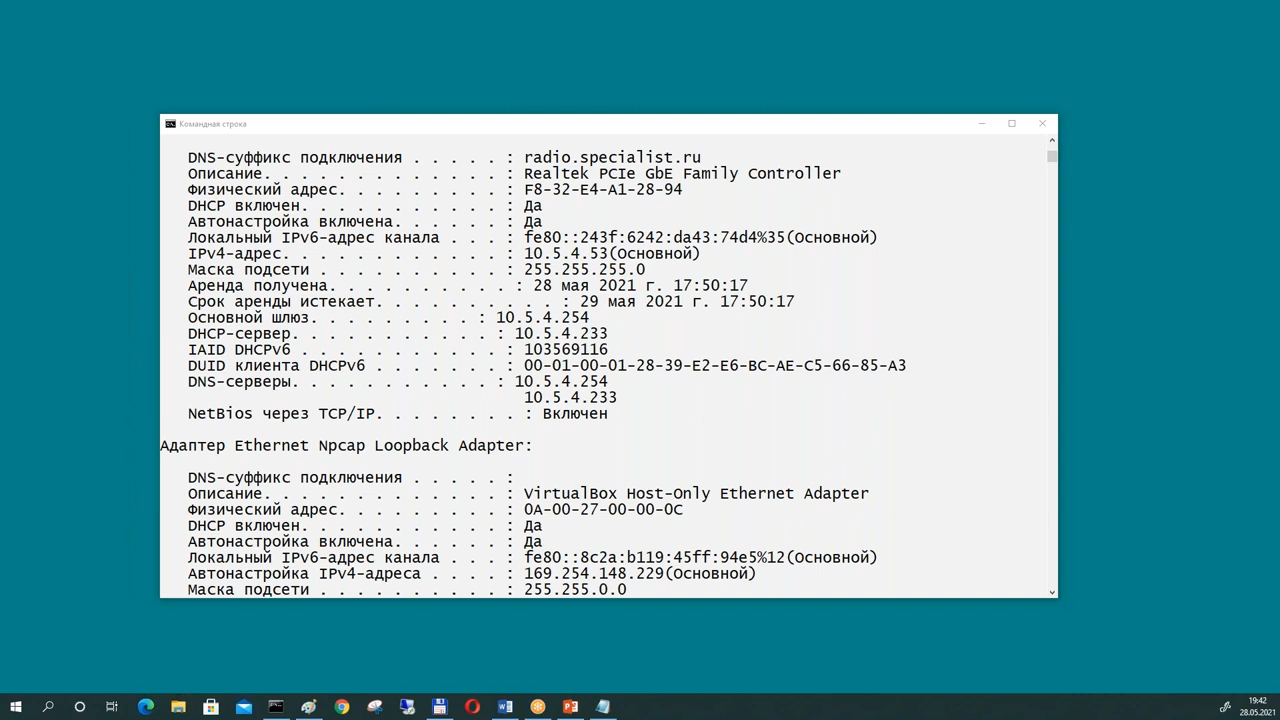 Командная строка
DNS-суффикс подключения . . . . . : radio.specialist.ru
Описание. . . . . . . . . . . . . : Realtek PCIe GbE Family Controller
Физический адрес. . . . . . . . . : F8-32-E4-A1-28-94
DHCP включен. . . . . . . . . . . : Да
Автонастройка включена. . . . . . : Да
Локальный IPv6-адрес канала . . . : fe80::243f:6242:da43:74d4%35(Основной)
IPv4-адрес. . . . . . . . . . . . : 10.5.4.53(Основной)
Маска подсети . . . . . . . . . . : 255.255.255.0
Аренда получена. . . . . . . . . . : 28 мая 2021 г. 17:50:17
Срок аренды истекает. . . . . . . . . . : 29 мая 2021 г. 17:50:17
Основной шлюз. . . . . . . . . : 10.5.4.254
DHCP-сервер. . . . . . . . . . . : 10.5.4.233
IAID DHCPv6 . . . . . . . . . . . : 103569116
DUID клиента DHCPv6 . . . . . . . : 00-01-00-01-28-39-E2-E6-BC-AE-C5-66-85-A3
DNS-серверы. . . . . . . . . . . : 10.5.4.254
10.5.4.233
NetBios через TCP/IP. . . . . . . . : Включен
Адаптер Ethernet Npcap Loopback Adapter:
DNS-суффикс подключения . . . . . :
Описание. . . . . . . . . . . . . : VirtualBox Host-Only Ethernet Adapter
Физический адрес. . . . . . . . . : 0A-00-27-00-00-0C
DHCP включен. . . . . . . . . . . : Да
Автонастройка включена. . . . . . : Да
Локальный IPv6-адрес канала . . . : fe80::8c2a:b119:45ff:94e5%12(Основной)
Автонастройка IPv4-адреса . . . . : 169.254.148.229(Основной)
Маска подсети . . . . . . . . . . : 255.255.0.0
19:42
28.05.2021